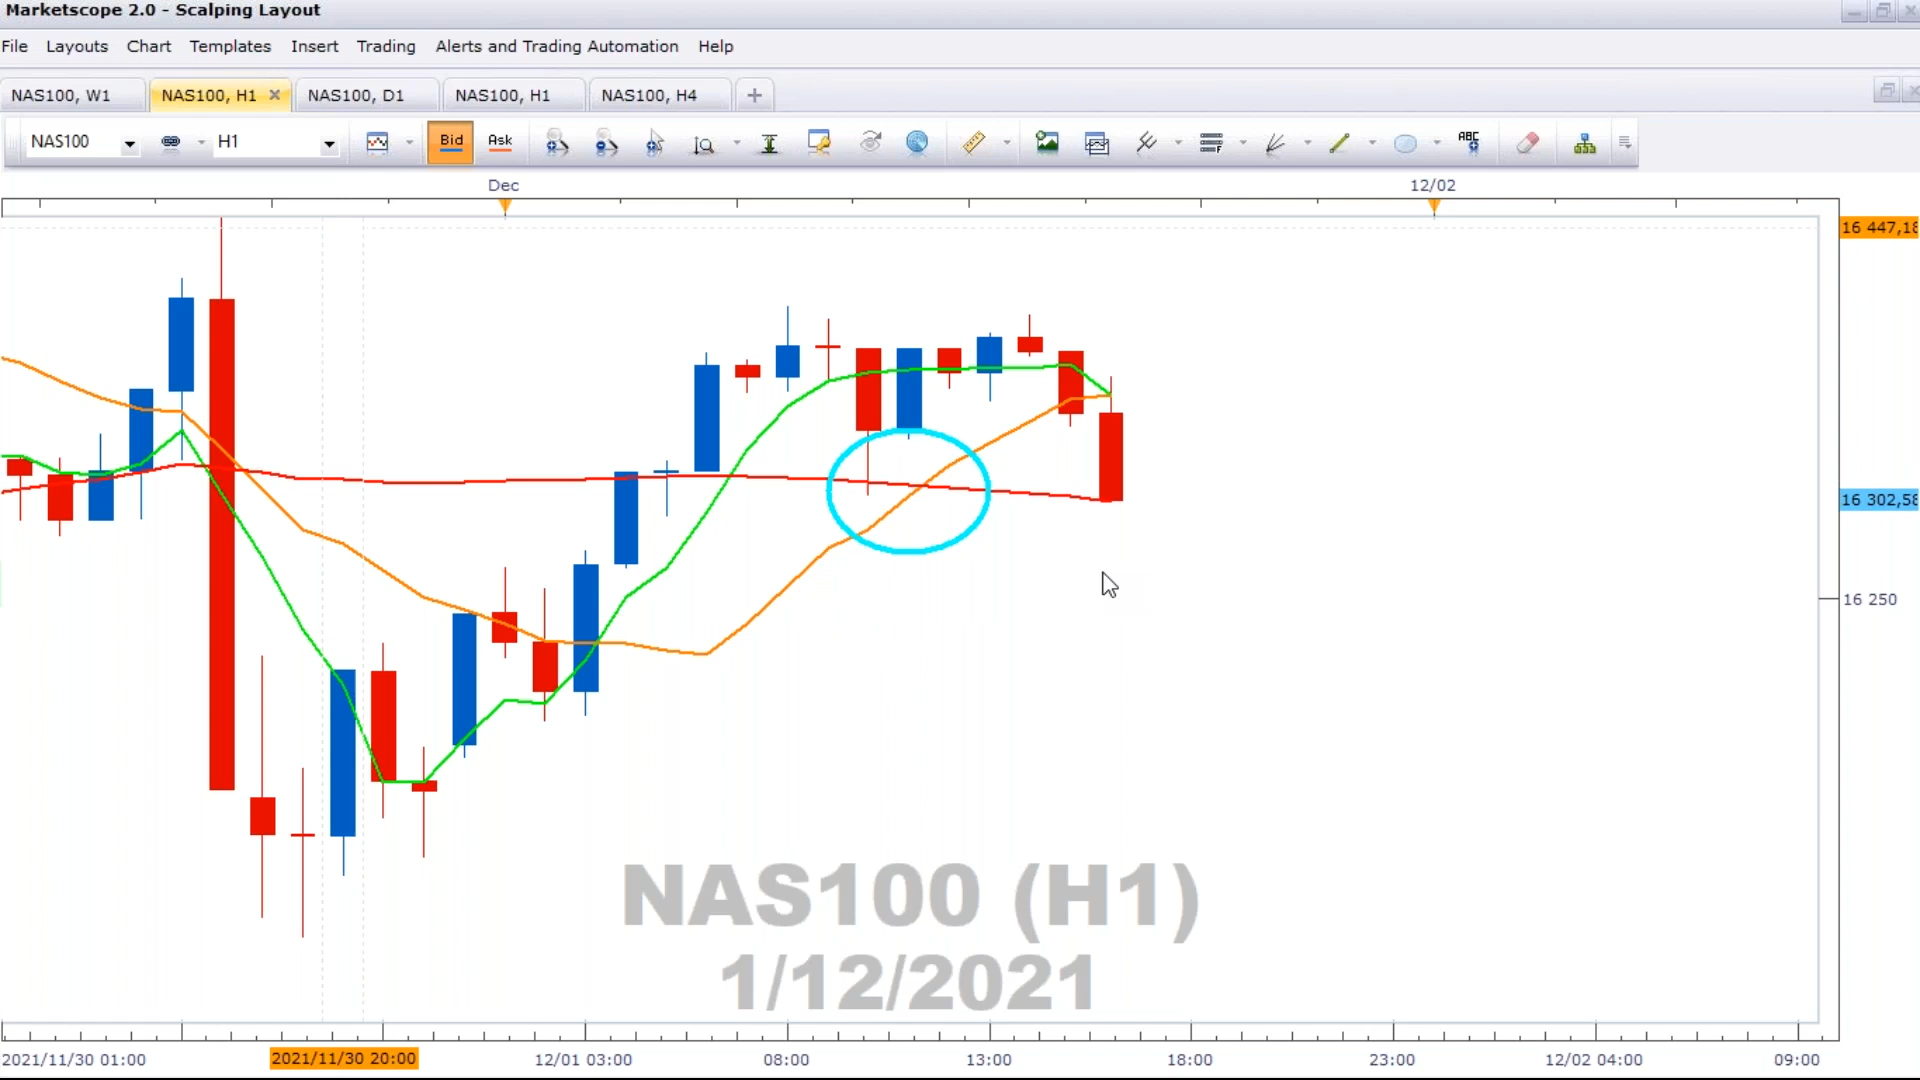 Marketscope 2.0 - Scalping Layout
File Layouts Chart Templates Insert Trading Alerts and Trading Automation Help
NAS100, W1 NAS100, H1 NAS100, D1 NAS100, H1 NAS100, H4
NAS100 H1 Bid Ask ABC
Dec 12/02
16 447,18
16 302,58
16 250
NAS100 (H1)
1/12/2021
2021/11/30 01:00 2021/11/30 20:00 12/01 03:00 08:00 13:00 18:00 23:00 12/02 04:00 09:00